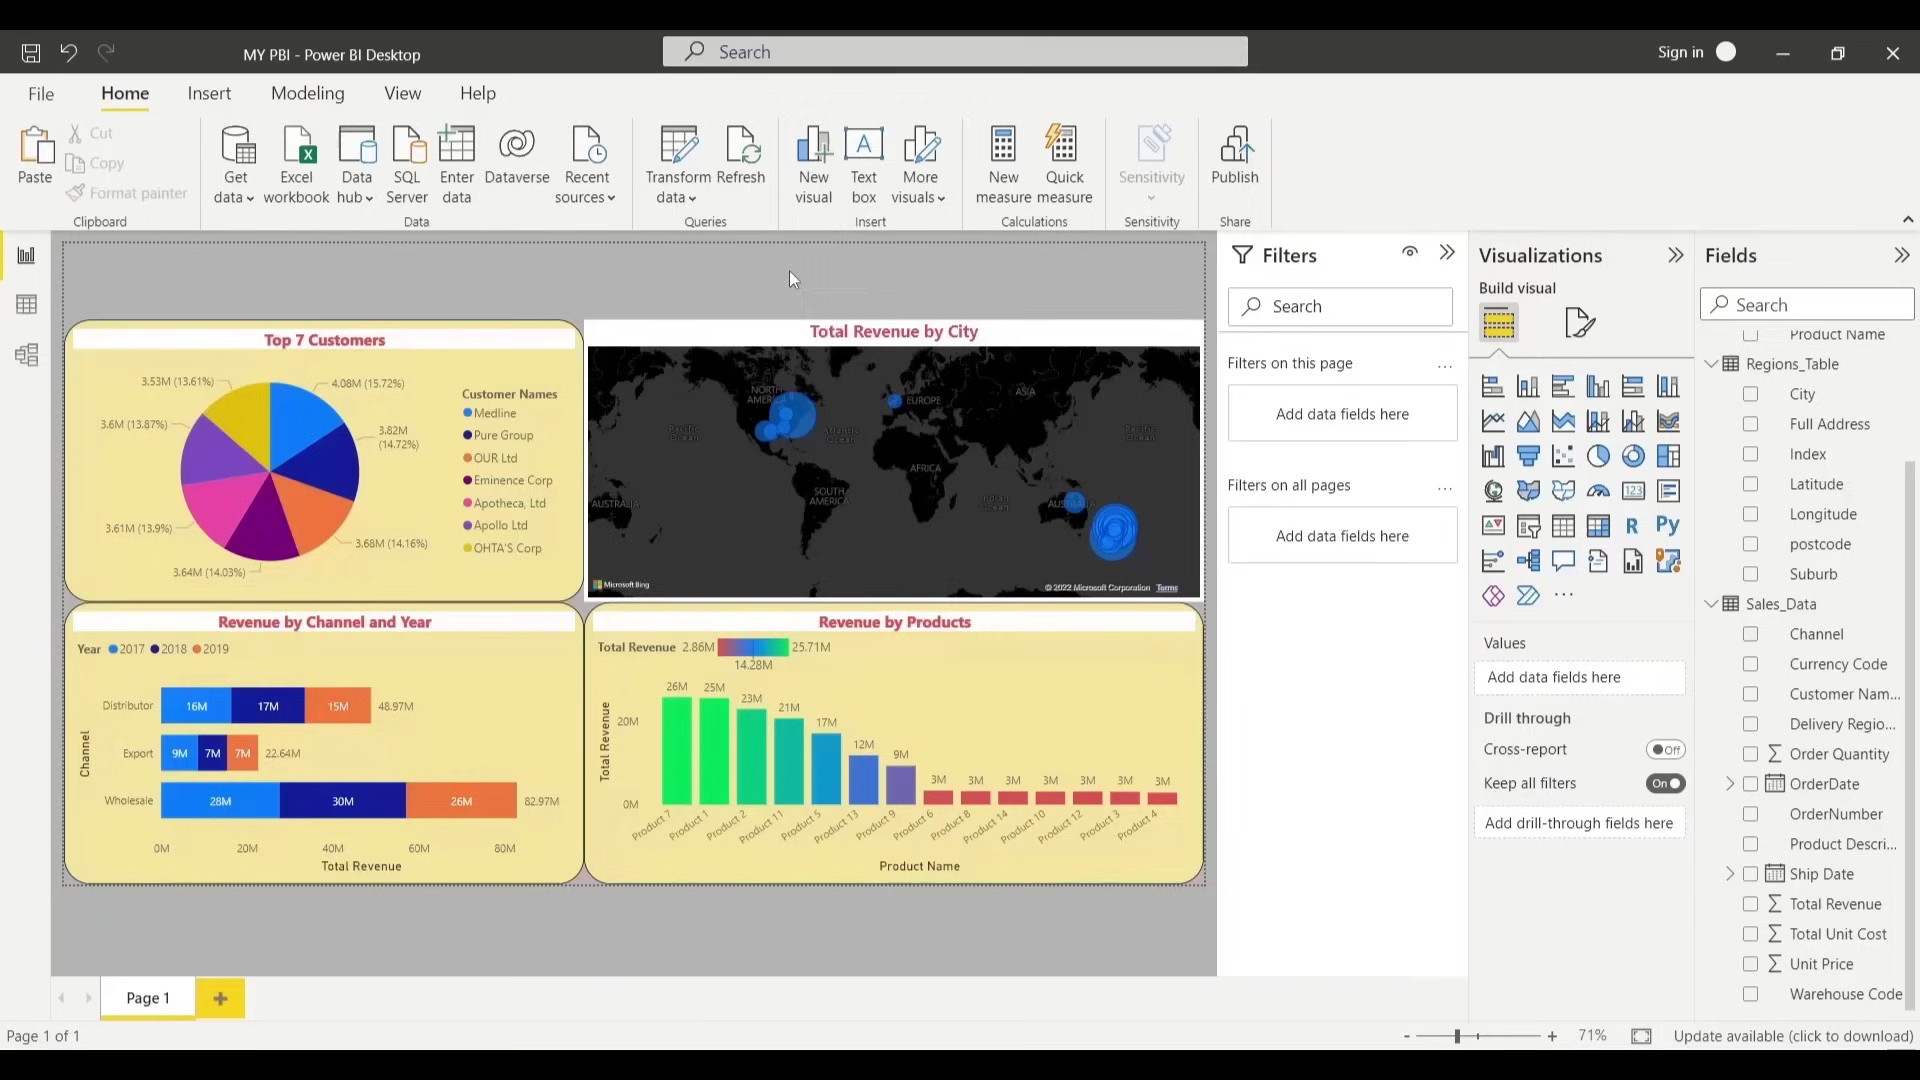 MY PBI - Power BI Desktop
Search
Sign in
File
Home
Insert
Modeling
View
Help
Paste
Cut
Copy
Format painter
Clipboard
Get data
Excel workbook
Data hub
SQL Server
Enter data
Dataverse
Recent sources
Data
Transform data
Refresh
Queries
New visual
Text box
More visuals
Insert
New measure
Quick measure
Calculations
Sensitivity
Sensitivity
Publish
Share
Top 7 Customers
3.53M (13.61%)
4.08M (15.72%)
3.6M (13.87%)
3.82M
(14.72%)
3.61M (13.9%)
3.68M (14.16%)
3.64M (14.03%)
Customer Names
Medline
Pure Group
OUR Ltd
Eminence Corp
Apotheca, Ltd
Apollo Ltd
OHTA'S Corp
Total Revenue by City
NORTH
AMERICA
EUROPE
ASIA
Pacific
Ocean
Atlantic
Ocean
Pacific
Ocean
AFRICA
SOUTH
AMERICA
Indian
Ocean
AUSTRALIA
AUSTRALIA
Microsoft Bing
© 2022 Microsoft Corporation Terms
Revenue by Channel and Year
Year 2017 2018 2019
Channel
Distributor 16M 17M 15M 48.97M
Export 9M 7M 7M 22.64M
Wholesale 28M 30M 26M 82.97M
0M 20M 40M 60M 80M
Total Revenue
Revenue by Products
Total Revenue 2.86M 25.71M
14.28M
Total Revenue
20M
0M
26M 25M 23M 21M 17M 12M 9M 3M 3M 3M 3M 3M 3M 3M
Product 7 Product 1 Product 2 Product 11 Product 5 Product 13 Product 9 Product 6 Product 8 Product 14 Product 10 Product 12 Product 3 Product 4
Product Name
Filters
Search
Filters on this page
...
Add data fields here
Filters on all pages
...
Add data fields here
Visualizations
Build visual
123
R
Py
...
Values
Add data fields here
Drill through
Cross-report
Off
Keep all filters
On
Add drill-through fields here
Fields
Search
Product Name
Regions_Table
City
Full Address
Index
Latitude
Longitude
postcode
Suburb
Sales_Data
Channel
Currency Code
Customer Nam...
Delivery Regio...
Order Quantity
OrderDate
OrderNumber
Product Descri...
Ship Date
Total Revenue
Total Unit Cost
Unit Price
Warehouse Code
Page 1
Page 1 of 1
- + 71%
Update available (click to download)